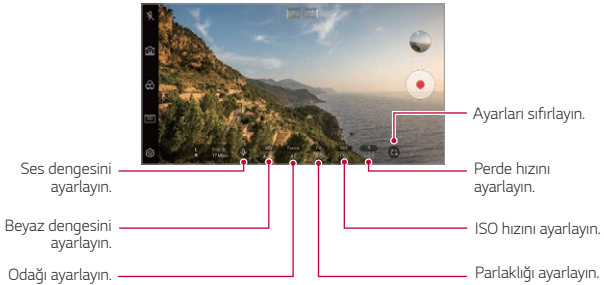 Ayarları sıfırlayın.
Ses dengesini
ayarlayın.
Perde hızını
ayarlayın.
Beyaz dengesini
ayarlayın.
ISO hızını ayarlayın.
Odağı ayarlayın.
Parlaklığı ayarlayın.